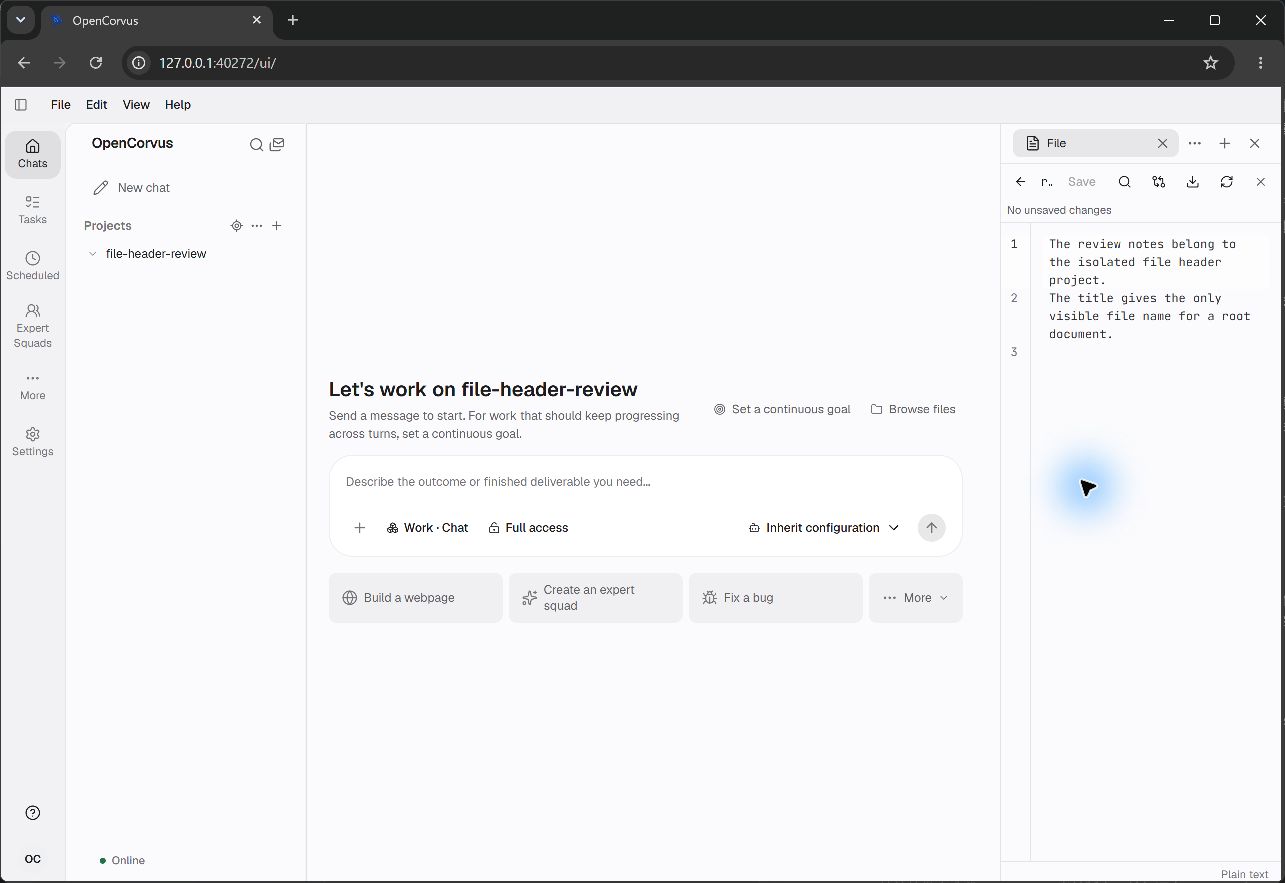 OpenCorvus
127.0.0.1:40272/ui/
File Edit View Help
Chats
Tasks
Scheduled
Expert
Squads
More
Settings
OC
OpenCorvus
New chat
Projects
file-header-review
Online
Let's work on file-header-review
Send a message to start. For work that should keep progressing
across turns, set a continuous goal.
Set a continuous goal
Browse files
Describe the outcome or finished deliverable you need...
Work · Chat
Full access
Inherit configuration
Build a webpage
Create an expert
squad
Fix a bug
More
File
r..
Save
No unsaved changes
1 The review notes belong to
the isolated file header
project.
2 The title gives the only
visible file name for a root
document.
3
Plain text